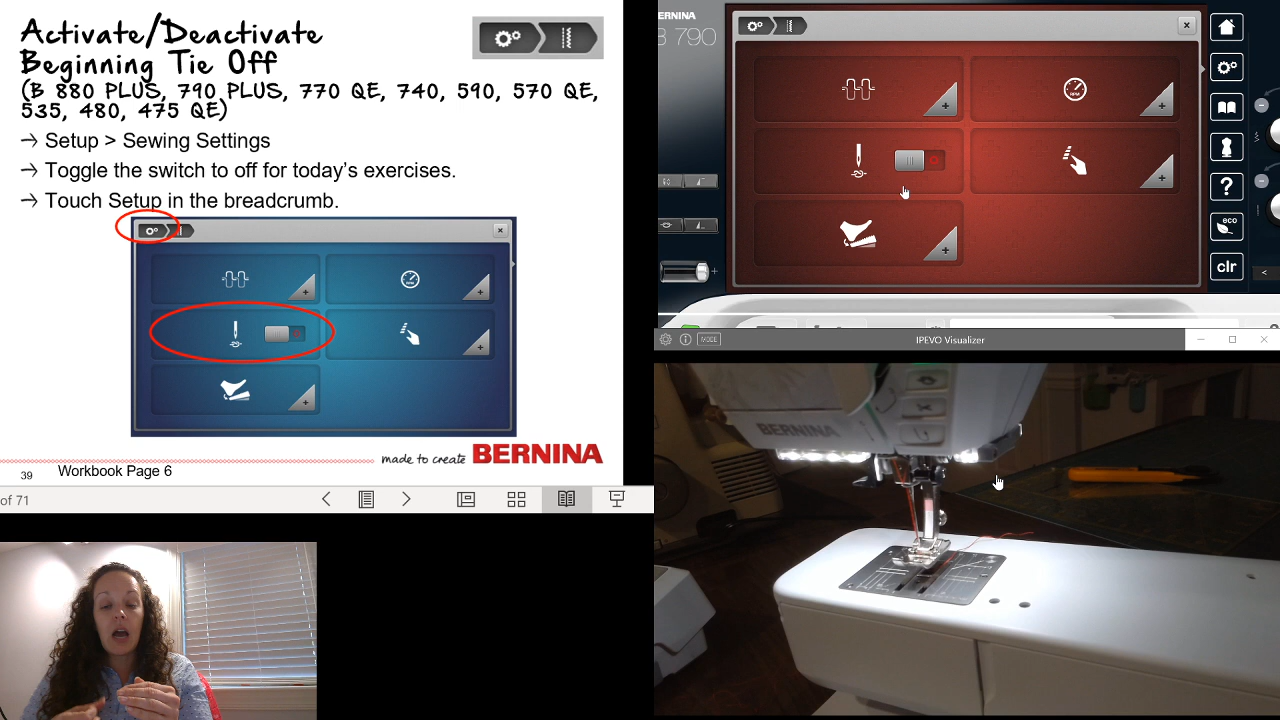 Activate/Deactivate
Beginning Tie Off
(B 880 PLUS, 790 PLUS, 770 QE, 740, 590, 570 QE,
535, 480, 475 QE)
→ Setup > Sewing Settings
→ Toggle the switch to off for today's exercises.
→ Touch Setup in the breadcrumb.
made to create BERNINA
39 Workbook Page 6
of 71
BERNINA
790
RPM
eco
clr
MODE
IPEVO Visualizer
BERNINA